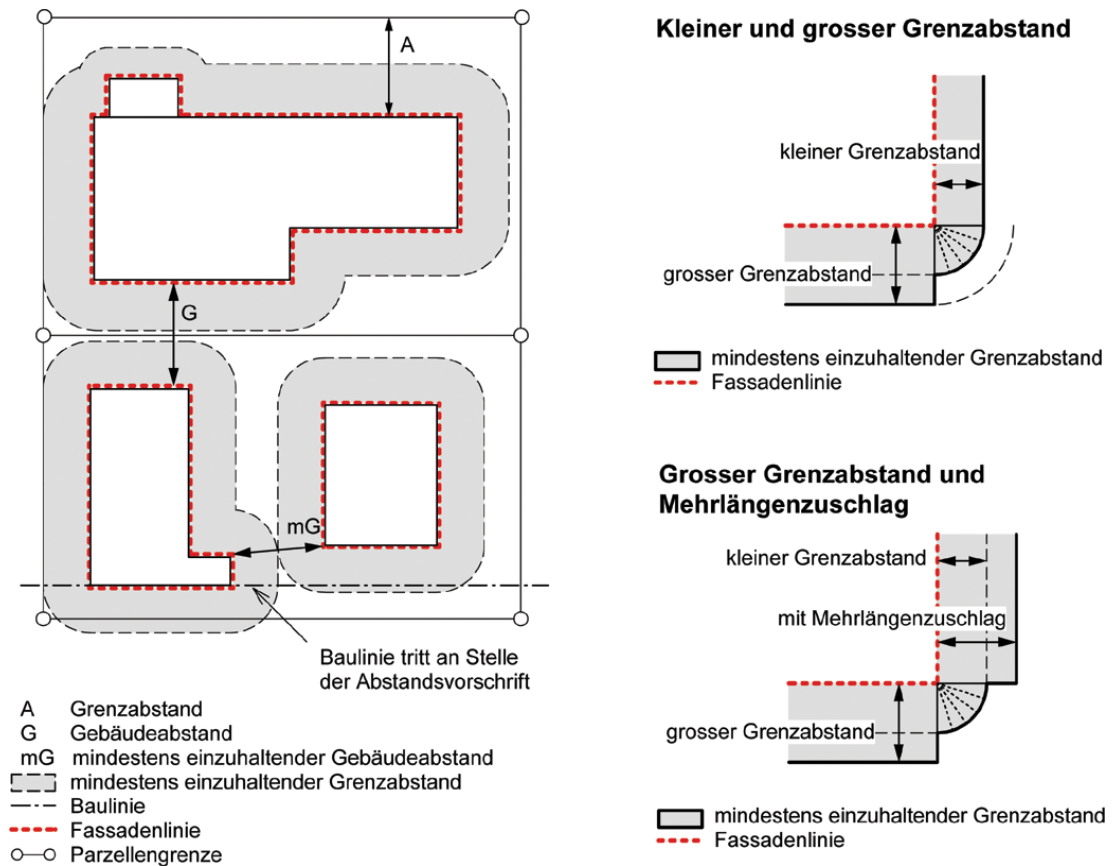 A
G
mG
Baulinie tritt an Stelle
der Abstandsvorschrift
A Grenzabstand
G Gebäudeabstand
mG mindestens einzuhaltender Gebäudeabstand
mindestens einzuhaltender Grenzabstand
Baulinie
Fassadenlinie
Parzellengrenze
Kleiner und grosser Grenzabstand
kleiner Grenzabstand
grosser Grenzabstand
mindestens einzuhaltender Grenzabstand
Fassadenlinie
Grosser Grenzabstand und
Mehrlängenzuschlag
kleiner Grenzabstand
mit Mehrlängenzuschlag
grosser Grenzabstand
mindestens einzuhaltender Grenzabstand
Fassadenlinie